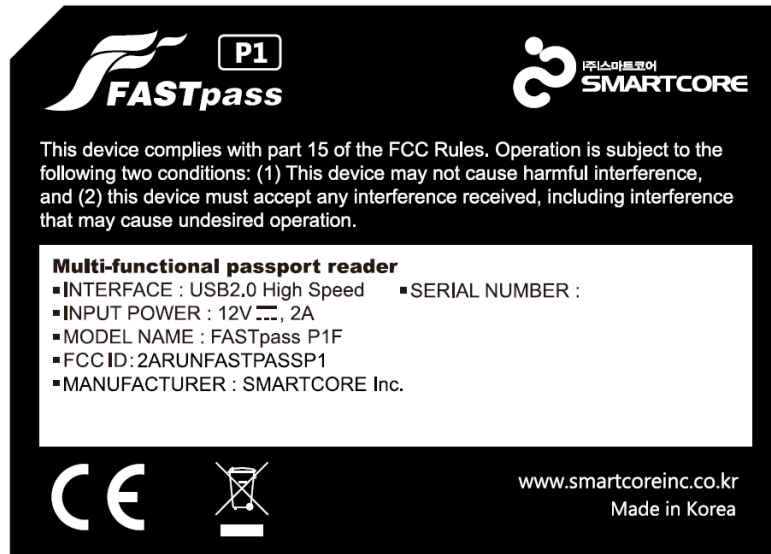 P1
FASTpass
(주)스마트코어
SMARTCORE
This device complies with part 15 of the FCC Rules. Operation is subject to the
following two conditions: (1) This device may not cause harmful interference,
and (2) this device must accept any interference received, including interference
that may cause undesired operation.
Multi-functional passport reader
▪INTERFACE : USB2.0 High Speed ▪SERIAL NUMBER :
▪INPUT POWER : 12V ⎓, 2A
▪MODEL NAME : FASTpass P1F
▪FCC ID: 2ARUNFASTPASSP1
▪MANUFACTURER : SMARTCORE Inc.
CE
www.smartcoreinc.co.kr
Made in Korea